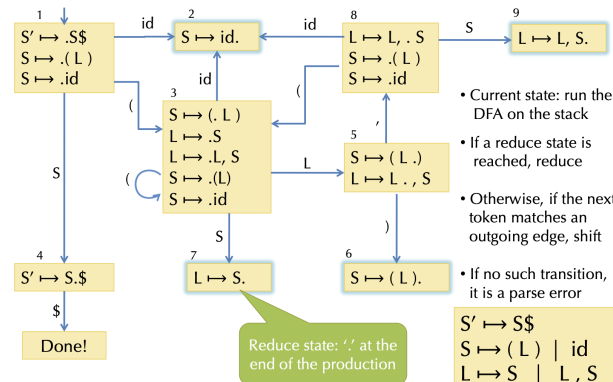 1
S' ↦ .S$
S ↦ .( L )
S ↦ .id
id
2
S ↦ id.
id
8
L ↦ L, . S
S ↦ .( L )
S ↦ .id
S
9
L ↦ L, S.
(
id
(
3
S ↦ (. L )
L ↦ .S
L ↦ .L, S
S ↦ .(L)
S ↦ .id
(
L
,
5
S ↦ ( L .)
L ↦ L . , S
S
S
)
4
S' ↦ S.$
7
L ↦ S.
6
S ↦ ( L ).
$
Done!
Reduce state: '.' at the
end of the production
• Current state: run the
DFA on the stack
• If a reduce state is
reached, reduce
• Otherwise, if the next
token matches an
outgoing edge, shift
• If no such transition,
it is a parse error
S' ↦ S$
S ↦ ( L ) | id
L ↦ S | L , S